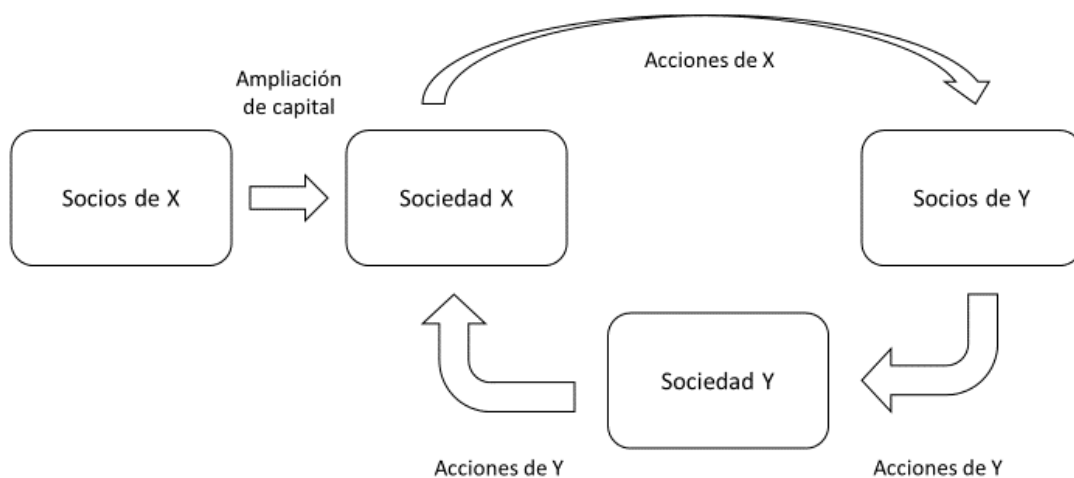 Acciones de X
Ampliación
de capital
Socios de X
Sociedad X
Socios de Y
Sociedad Y
Acciones de Y
Acciones de Y